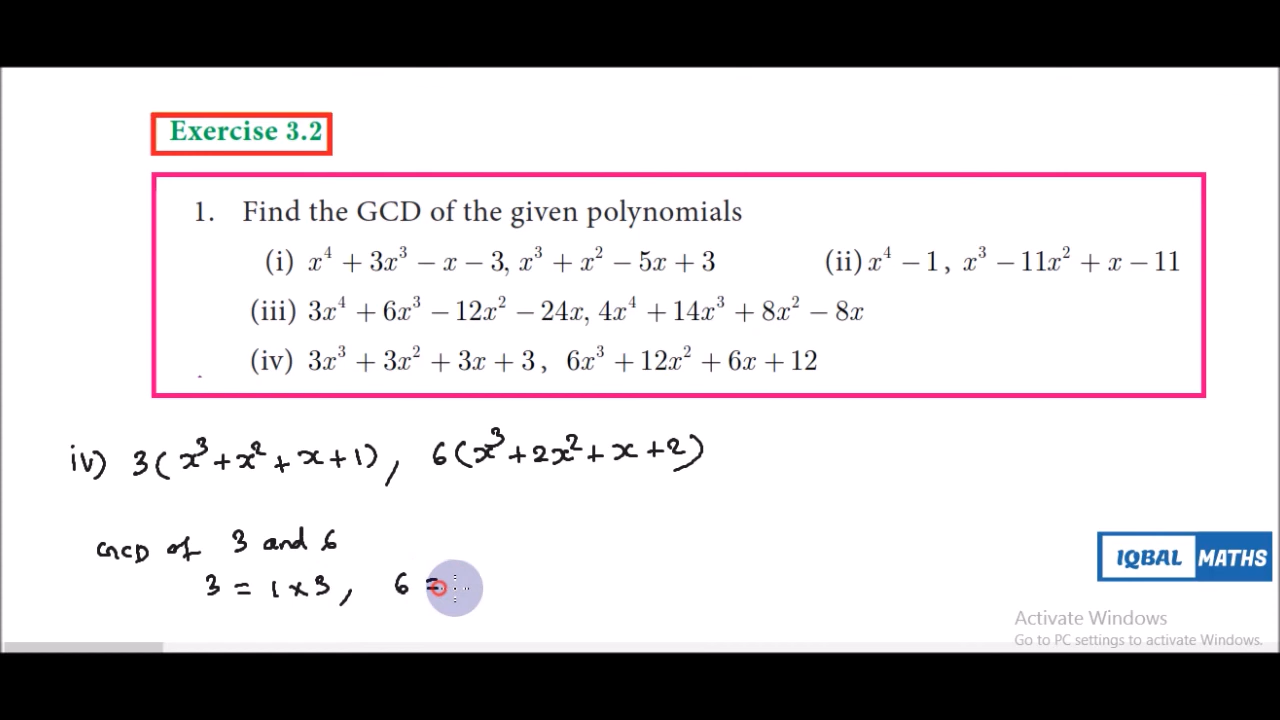 Exercise 3.2
1. Find the GCD of the given polynomials
(i) x⁴ + 3x³ − x − 3, x³ + x² − 5x + 3 (ii) x⁴ − 1, x³ − 11x² + x − 11
(iii) 3x⁴ + 6x³ − 12x² − 24x, 4x⁴ + 14x³ + 8x² − 8x
(iv) 3x³ + 3x² + 3x + 3, 6x³ + 12x² + 6x + 12
iv) 3(x³ + x² + x + 1), 6(x³ + 2x² + x + 2)
GCD of 3 and 6
3 = 1 × 3, 6 =
IQBAL MATHS
Activate Windows
Go to PC settings to activate Windows.